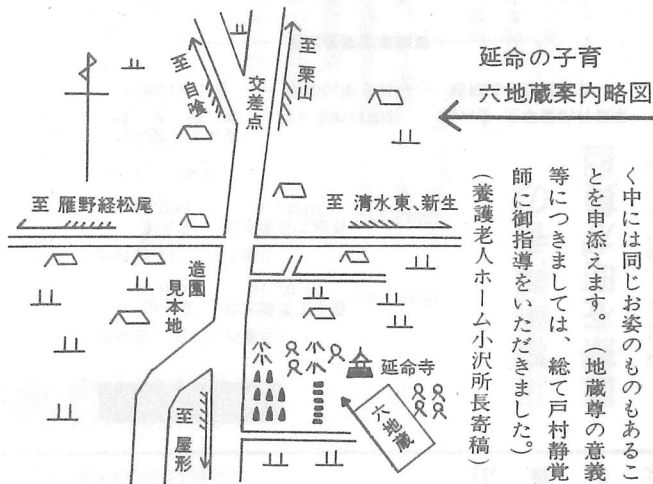 延命の子育
六地蔵案内略図
く中には同じお姿のものもあるこ
とを申添えます（地蔵尊の意義
等につきましては、総て戸村静覚
師に御指導をいただきました。）
（養護老人ホーム小沢所長寄稿）
至 自喰
交差点
至 栗山
至 雁野経松尾
至 清水東、新生
造園
見本地
延命寺
六地蔵
至 屋形